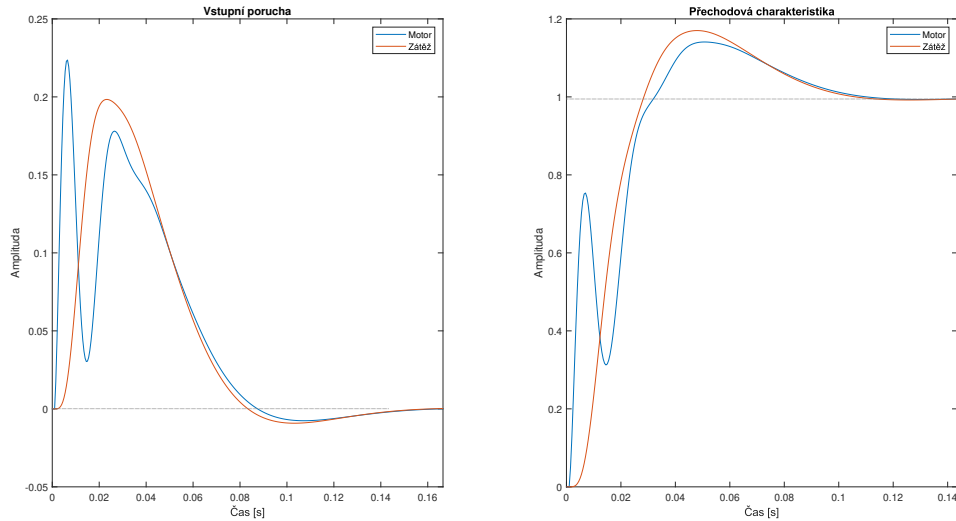 Vstupní porucha
Motor
Zátěž
Amplituda
0.25
0.2
0.15
0.1
0.05
0
-0.05
0 0.02 0.04 0.06 0.08 0.1 0.12 0.14 0.16
Čas [s]
Přechodová charakteristika
Motor
Zátěž
Amplituda
1.2
1
0.8
0.6
0.4
0.2
0
0 0.02 0.04 0.06 0.08 0.1 0.12 0.14
Čas [s]